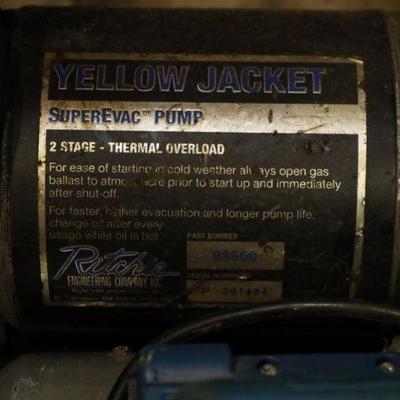 YELLOW JACKET
SUPEREVAC™ PUMP
2 STAGE - THERMAL OVERLOAD
For ease of starting in cold weather always open gas
ballast to atmosphere prior to start up and immediately
after shut-off.
For faster, higher evacuation and longer pump life,
change oil after every
usage while oil is hot.
PART NUMBER
93560
Ritchie
ENGINEERING COMPANY INC.
SERIAL NUMBER